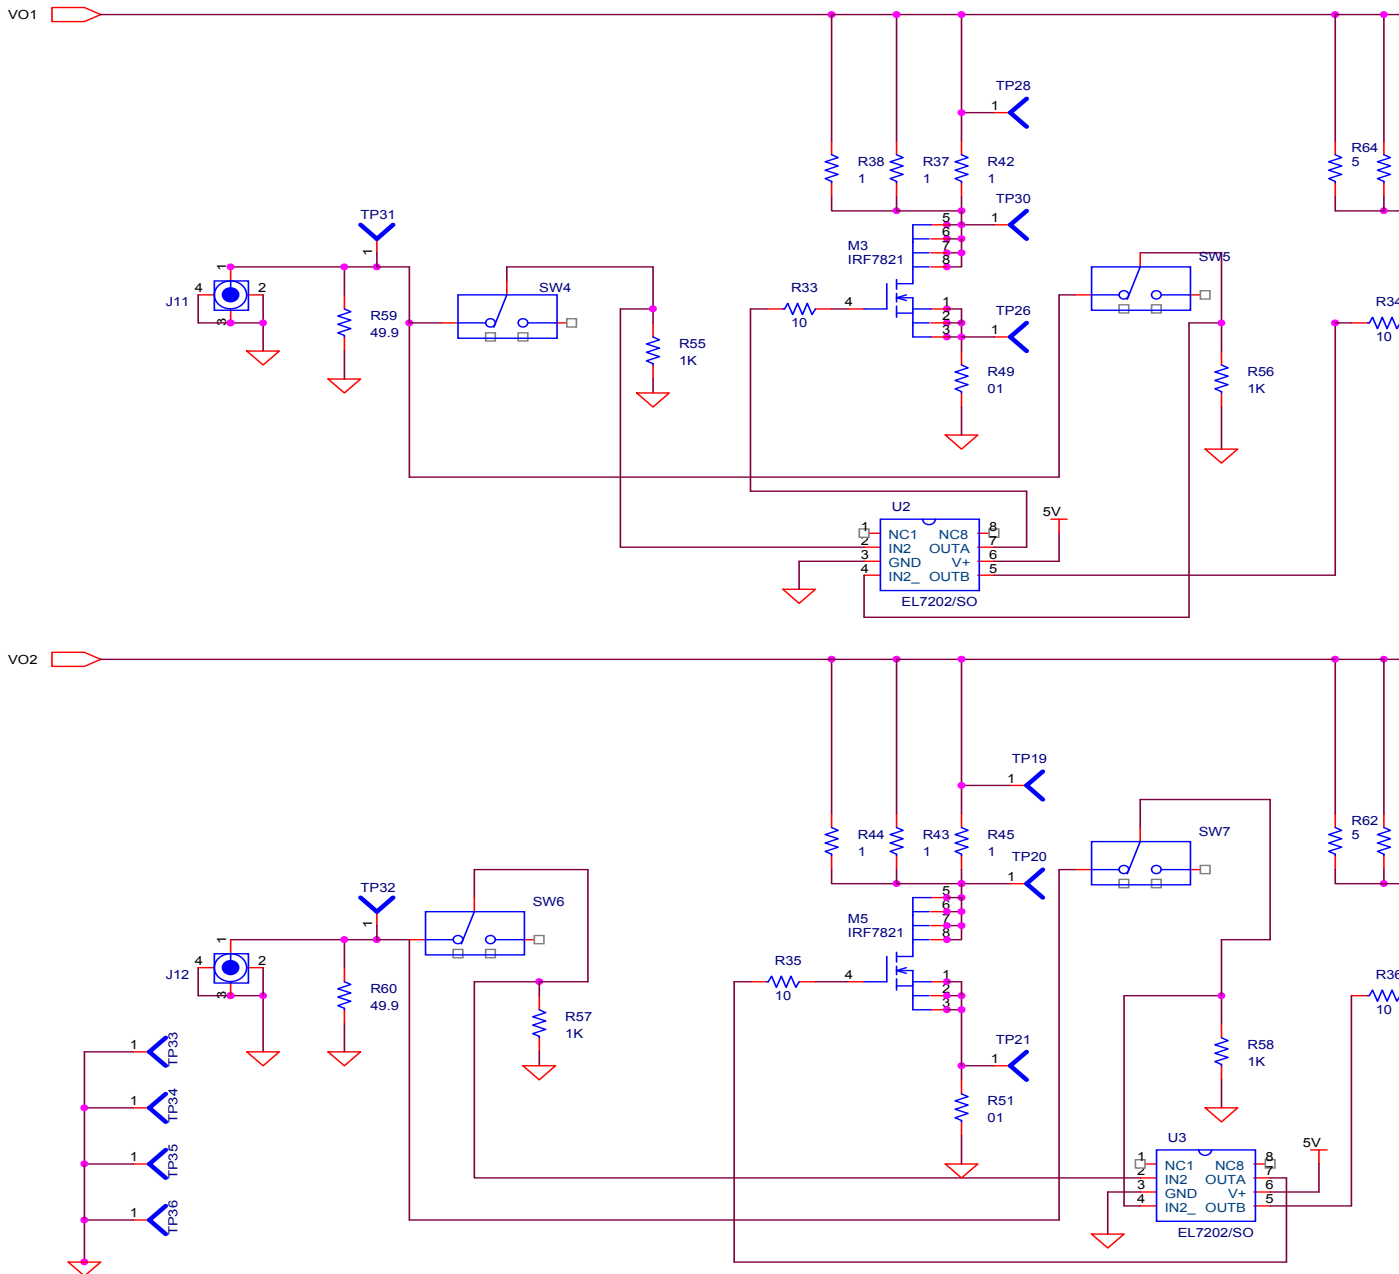 VO1
TP28
1
R38
1
R37
1
R42
1
R64
5
TP30
1
TP31
1
M3
IRF7821
5
6
7
8
SW5
J11
1
4
2
3
SW4
R59
49.9
R33
10
4
1
2
3
TP26
1
R34
10
R55
1K
R49
01
R56
1K
U2
5V
1
2
3
4
NC1
IN2
GND
IN2_
NC8
OUTA
V+
OUTB
8
7
6
5
EL7202/SO
VO2
TP19
1
R44
1
R43
1
R45
1
SW7
R62
5
TP20
1
TP32
1
SW6
M5
IRF7821
5
6
7
8
J12
1
4
2
3
R60
49.9
R35
10
4
1
2
3
R36
10
R57
1K
TP21
1
R58
1K
R51
01
1
TP33
1
TP34
1
TP35
1
TP36
U3
5V
1
2
3
4
NC1
IN2
GND
IN2_
NC8
OUTA
V+
OUTB
8
7
6
5
EL7202/SO